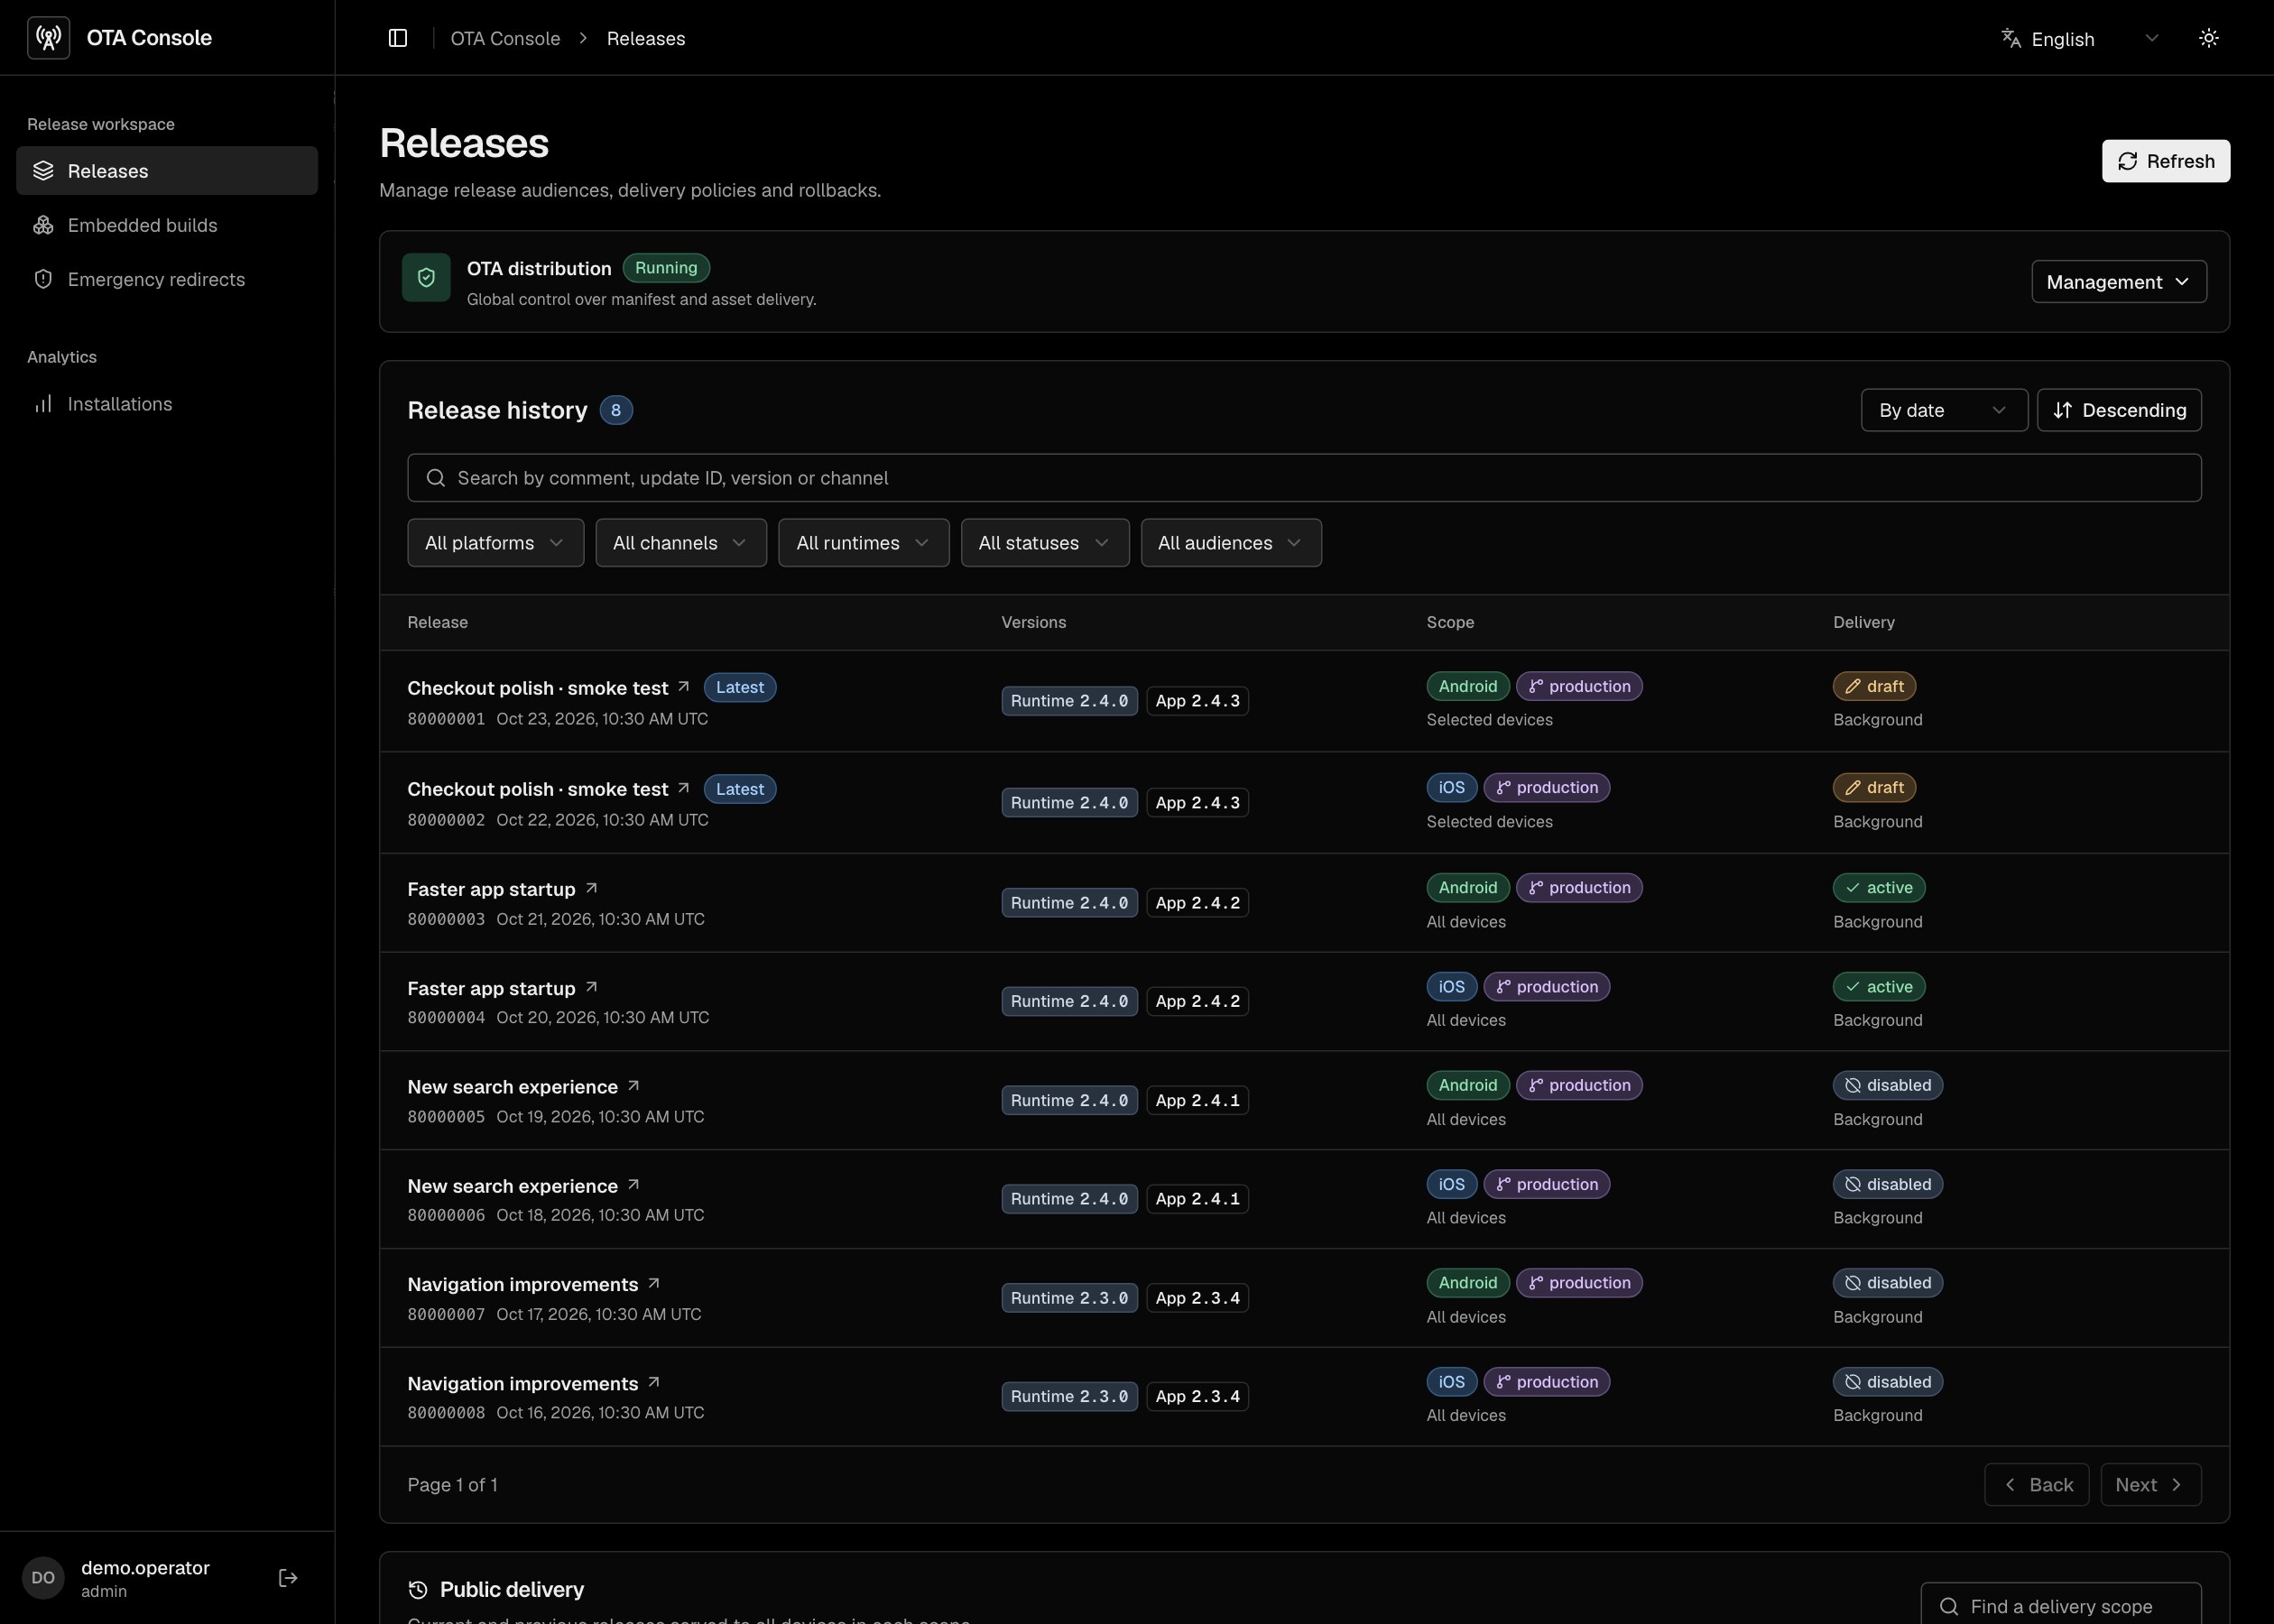 OTA Console
OTA Console > Releases
English
Release workspace
Releases
Embedded builds
Emergency redirects
Analytics
Installations
Releases
Manage release audiences, delivery policies and rollbacks.
Refresh
OTA distribution Running
Global control over manifest and asset delivery.
Management
Release history 8
By date Descending
Search by comment, update ID, version or channel
All platforms All channels All runtimes All statuses All audiences
Release Versions Scope Delivery
Checkout polish · smoke test Latest
80000001 Oct 23, 2026, 10:30 AM UTC
Runtime 2.4.0 App 2.4.3
Android production
Selected devices
draft
Background
Checkout polish · smoke test Latest
80000002 Oct 22, 2026, 10:30 AM UTC
Runtime 2.4.0 App 2.4.3
iOS production
Selected devices
draft
Background
Faster app startup
80000003 Oct 21, 2026, 10:30 AM UTC
Runtime 2.4.0 App 2.4.2
Android production
All devices
active
Background
Faster app startup
80000004 Oct 20, 2026, 10:30 AM UTC
Runtime 2.4.0 App 2.4.2
iOS production
All devices
active
Background
New search experience
80000005 Oct 19, 2026, 10:30 AM UTC
Runtime 2.4.0 App 2.4.1
Android production
All devices
disabled
Background
New search experience
80000006 Oct 18, 2026, 10:30 AM UTC
Runtime 2.4.0 App 2.4.1
iOS production
All devices
disabled
Background
Navigation improvements
80000007 Oct 17, 2026, 10:30 AM UTC
Runtime 2.3.0 App 2.3.4
Android production
All devices
disabled
Background
Navigation improvements
80000008 Oct 16, 2026, 10:30 AM UTC
Runtime 2.3.0 App 2.3.4
iOS production
All devices
disabled
Background
Page 1 of 1
Back Next
Public delivery
Current and previous releases served to all devices in each scope
Find a delivery scope
DO
demo.operator
admin